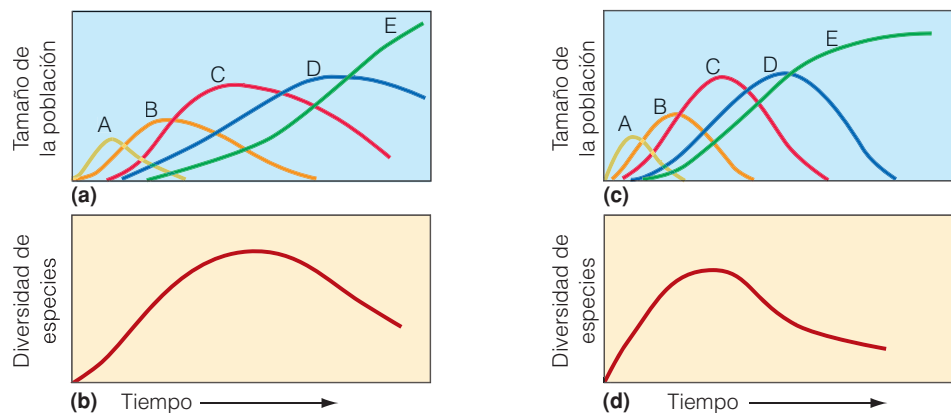 Tamaño de
la población
A
B
C
D
E
(a)
Diversidad de
especies
(b) Tiempo
Tamaño de
la población
A
B
C
D
E
(c)
Diversidad de
especies
(d) Tiempo